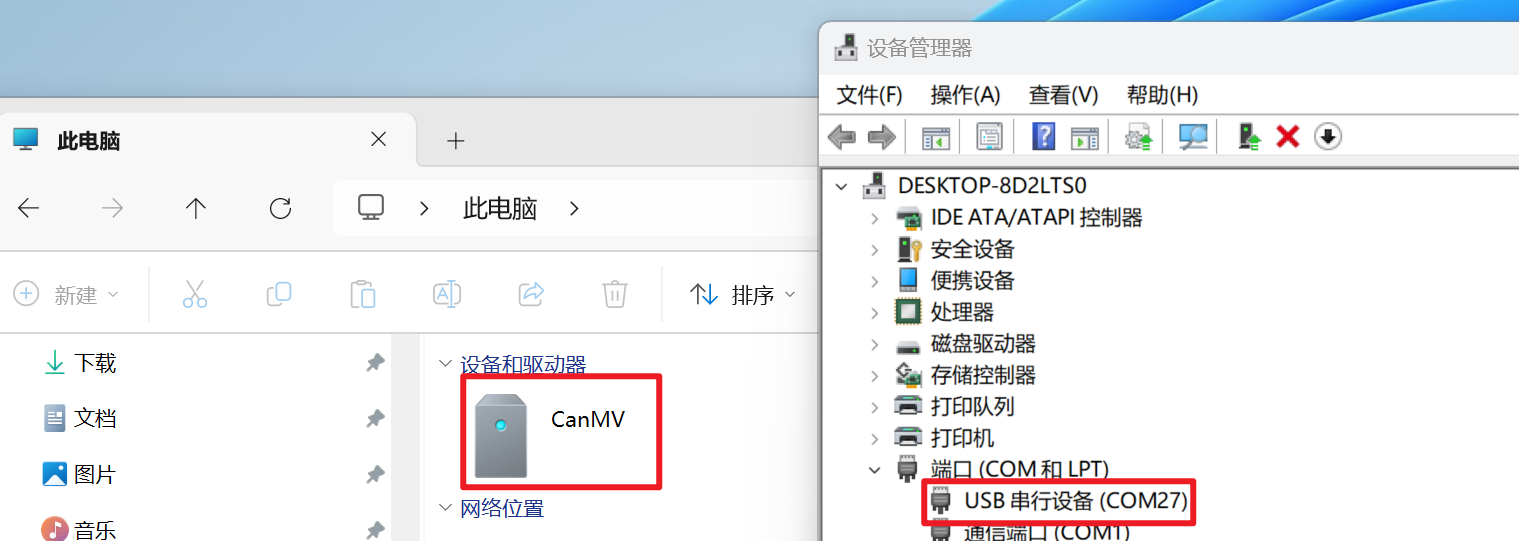 此电脑
此电脑
新建
排序
下载
文档
图片
音乐
设备和驱动器
CanMV
网络位置
设备管理器
文件(F) 操作(A) 查看(V) 帮助(H)
DESKTOP-8D2LTS0
IDE ATA/ATAPI 控制器
安全设备
便携设备
处理器
磁盘驱动器
存储控制器
打印队列
打印机
端口 (COM 和 LPT)
USB 串行设备 (COM27)
通信端口 (COM1)